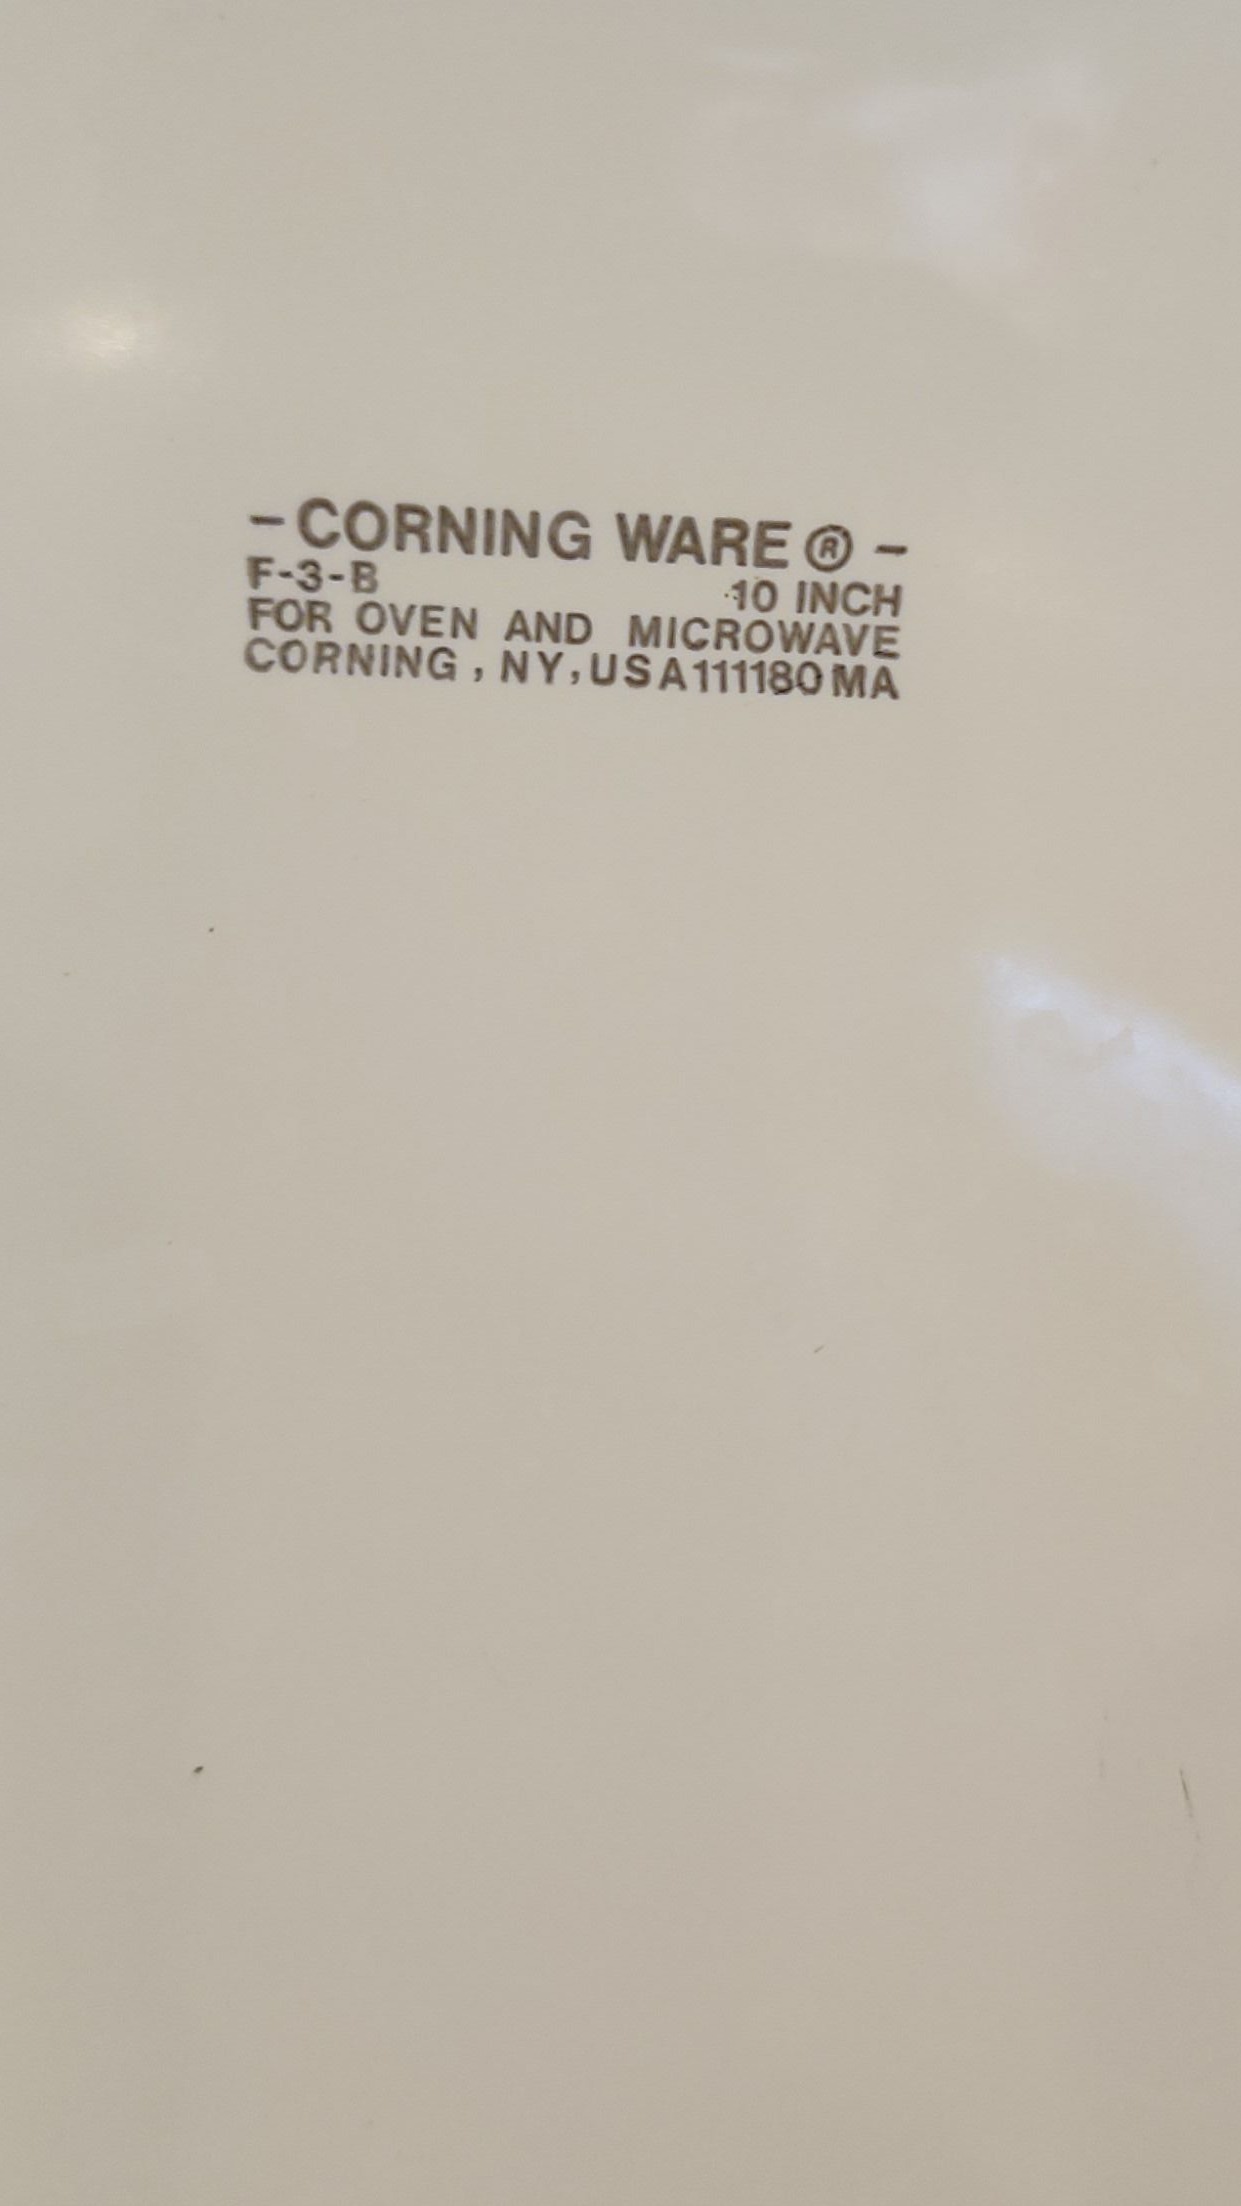 -CORNING WARE® -
F-3-B 10 INCH
FOR OVEN AND MICROWAVE
CORNING, NY, USA 111180 MA